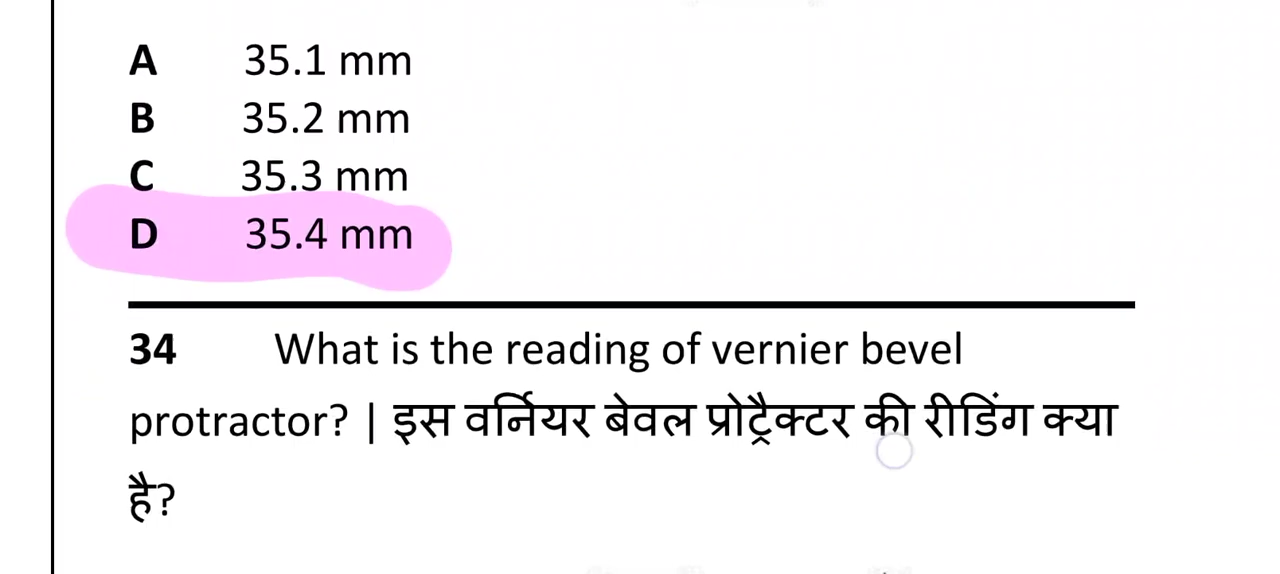 A 35.1 mm
B 35.2 mm
C 35.3 mm
D 35.4 mm
34 What is the reading of vernier bevel
protractor? | इस वर्नियर बेवल प्रोट्रैक्टर की रीडिंग क्या
है?